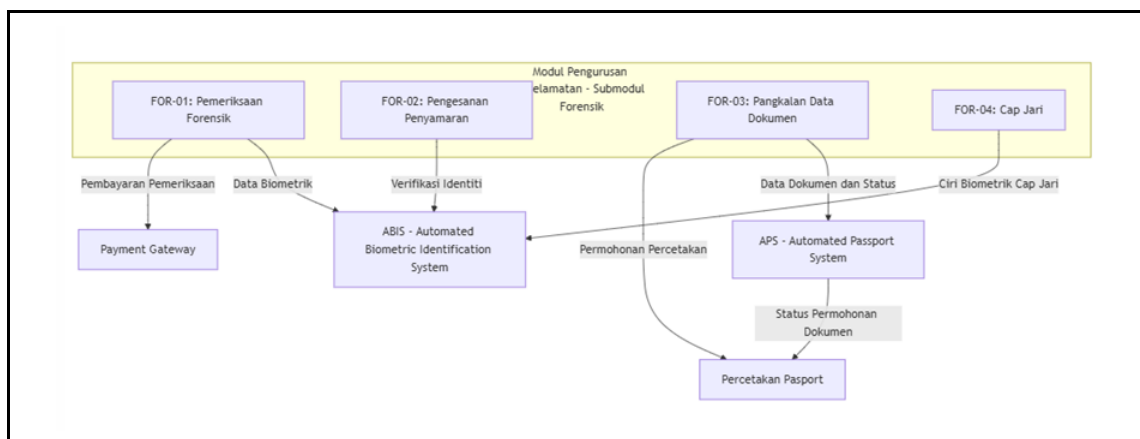 Modul Pengurusan
elamatan - Submodul
Forensik
FOR-01: Pemeriksaan
Forensik
FOR-02: Pengesanan
Penyamaran
FOR-03: Pangkalan Data
Dokumen
FOR-04: Cap Jari
Pembayaran Pemeriksaan
Data Biometrik
Verifikasi Identiti
Data Dokumen dan Status
Ciri Biometrik Cap Jari
Payment Gateway
ABIS - Automated
Biometric Identification
System
Permohonan Percetakan
APS - Automated Passport
System
Status Permohonan
Dokumen
Percetakan Pasport